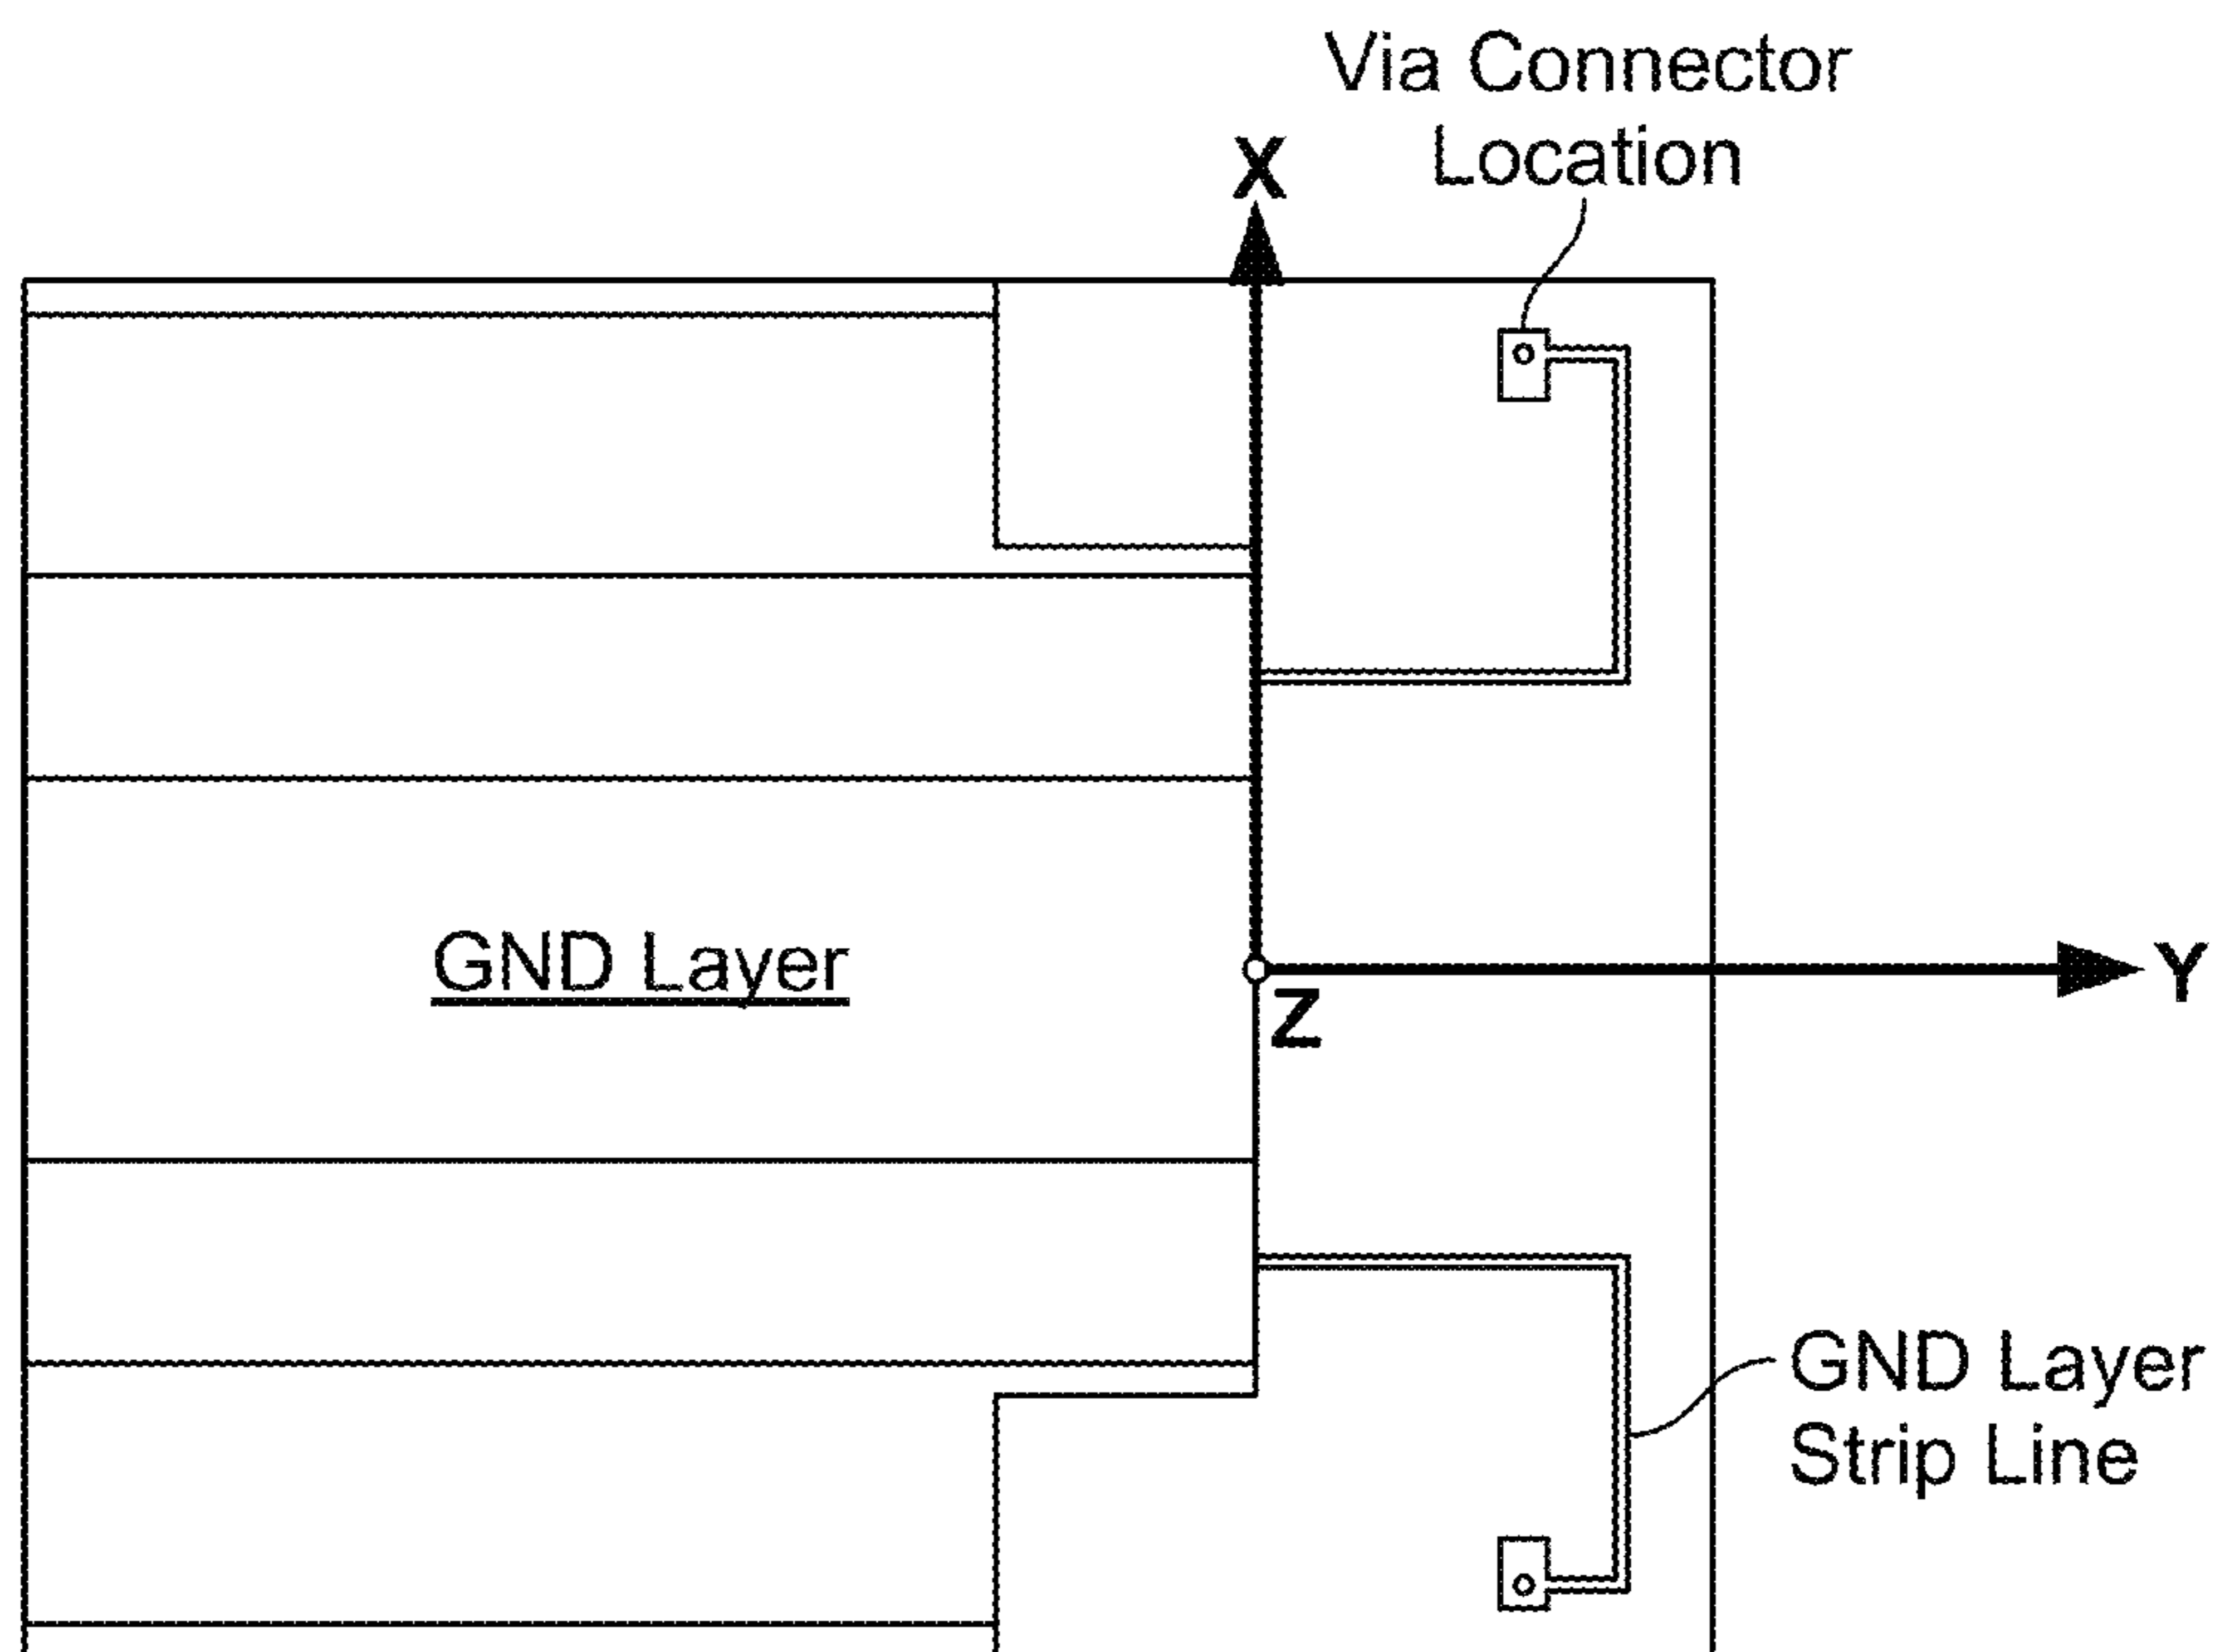 Via Connector
Location
X
GND Layer
Y
Z
GND Layer
Strip Line